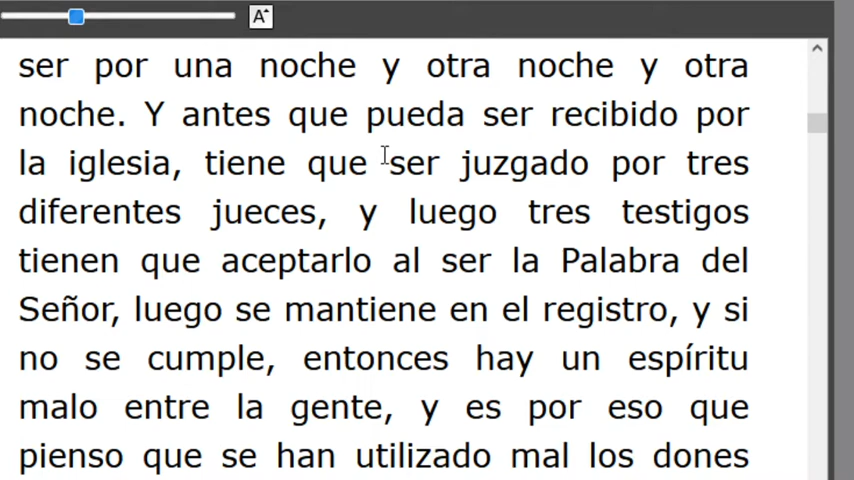 A
ser por una noche y otra noche y otra
noche. Y antes que pueda ser recibido por
la iglesia, tiene que ser juzgado por tres
diferentes jueces, y luego tres testigos
tienen que aceptarlo al ser la Palabra del
Señor, luego se mantiene en el registro, y si
no se cumple, entonces hay un espíritu
malo entre la gente, y es por eso que
pienso que se han utilizado mal los dones